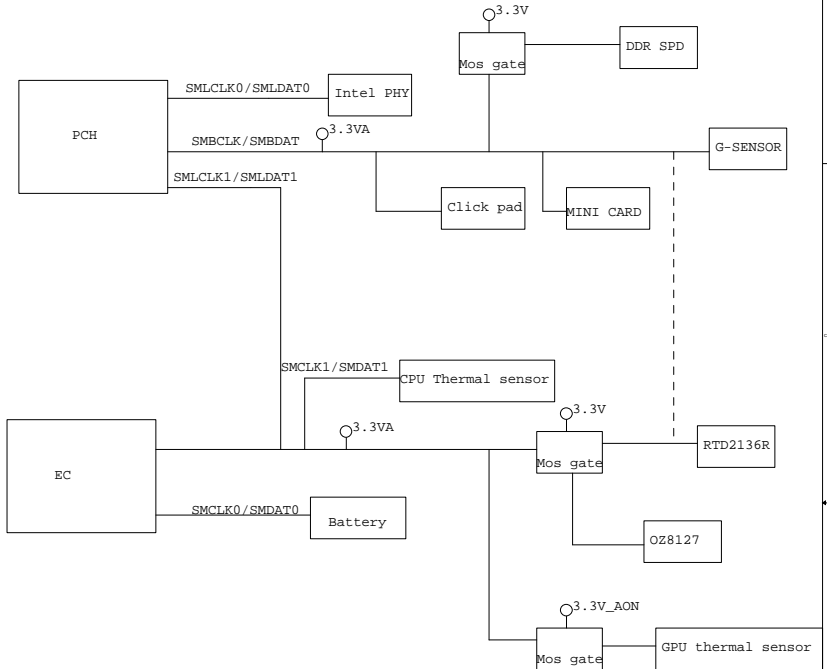 3.3V
DDR SPD
Mos gate
SMLCLK0/SMLDAT0
Intel PHY
PCH
3.3VA
SMBCLK/SMBDAT
G-SENSOR
SMLCLK1/SMLDAT1
Click pad
MINI CARD
SMCLK1/SMDAT1
CPU Thermal sensor
3.3V
3.3VA
RTD2136R
Mos gate
EC
SMCLK0/SMDAT0
Battery
OZ8127
3.3V_AON
GPU thermal sensor
Mos gate